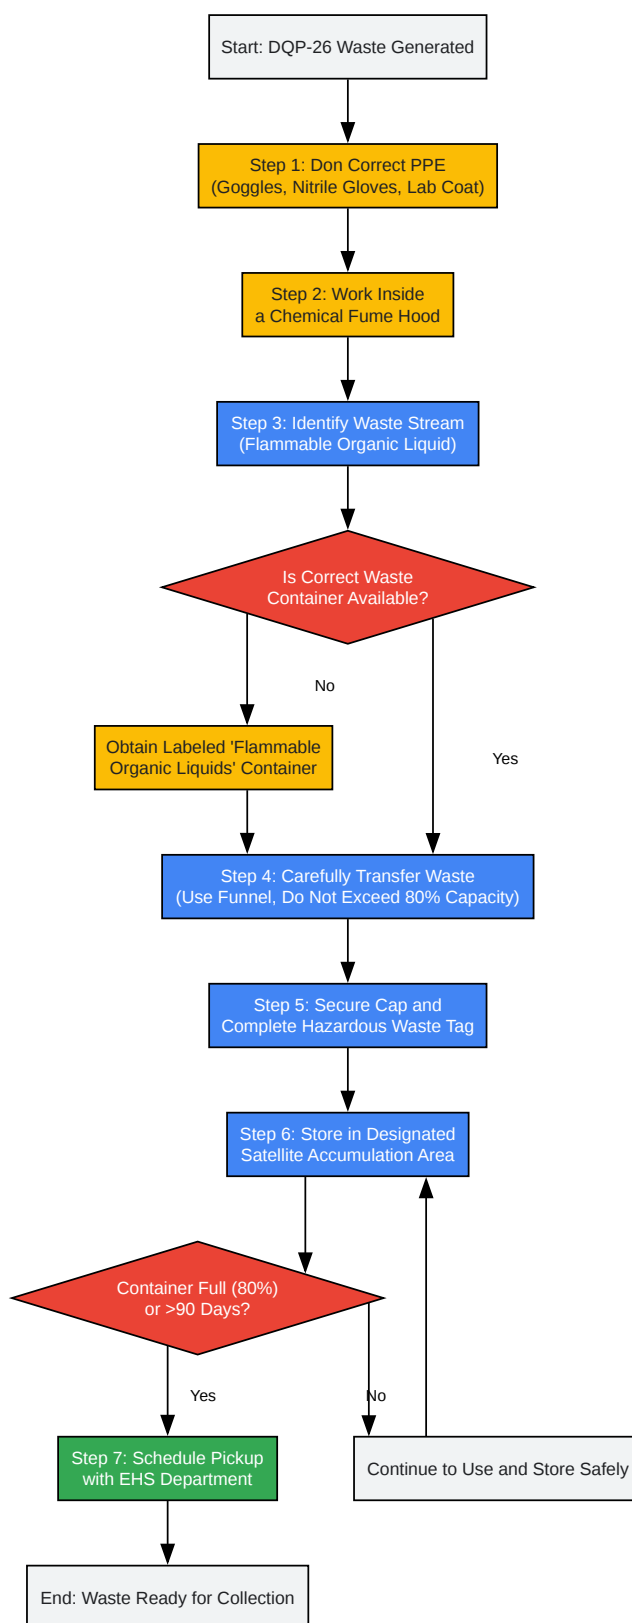 Start: DQP-26 Waste Generated
Step 1: Don Correct PPE
(Goggles, Nitrile Gloves, Lab Coat)
Step 2: Work Inside
a Chemical Fume Hood
Step 3: Identify Waste Stream
(Flammable Organic Liquid)
Is Correct Waste
Container Available?
No
Obtain Labeled 'Flammable
Organic Liquids' Container
Yes
Step 4: Carefully Transfer Waste
(Use Funnel, Do Not Exceed 80% Capacity)
Step 5: Secure Cap and
Complete Hazardous Waste Tag
Step 6: Store in Designated
Satellite Accumulation Area
Container Full (80%)
or >90 Days?
Yes
No
Step 7: Schedule Pickup
with EHS Department
Continue to Use and Store Safely
End: Waste Ready for Collection